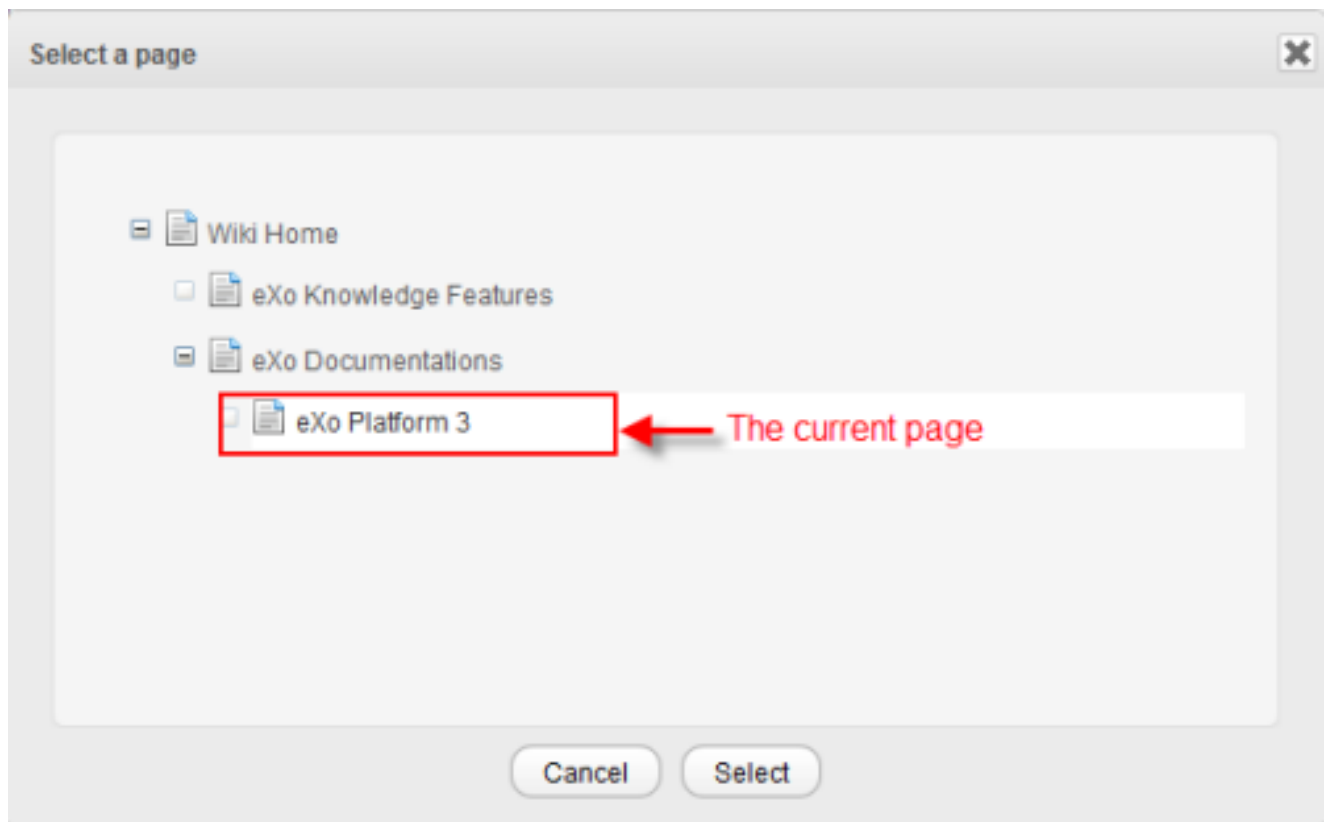 Select a page
Wiki Home
eXo Knowledge Features
eXo Documentations
eXo Platform 3
The current page
Cancel
Select